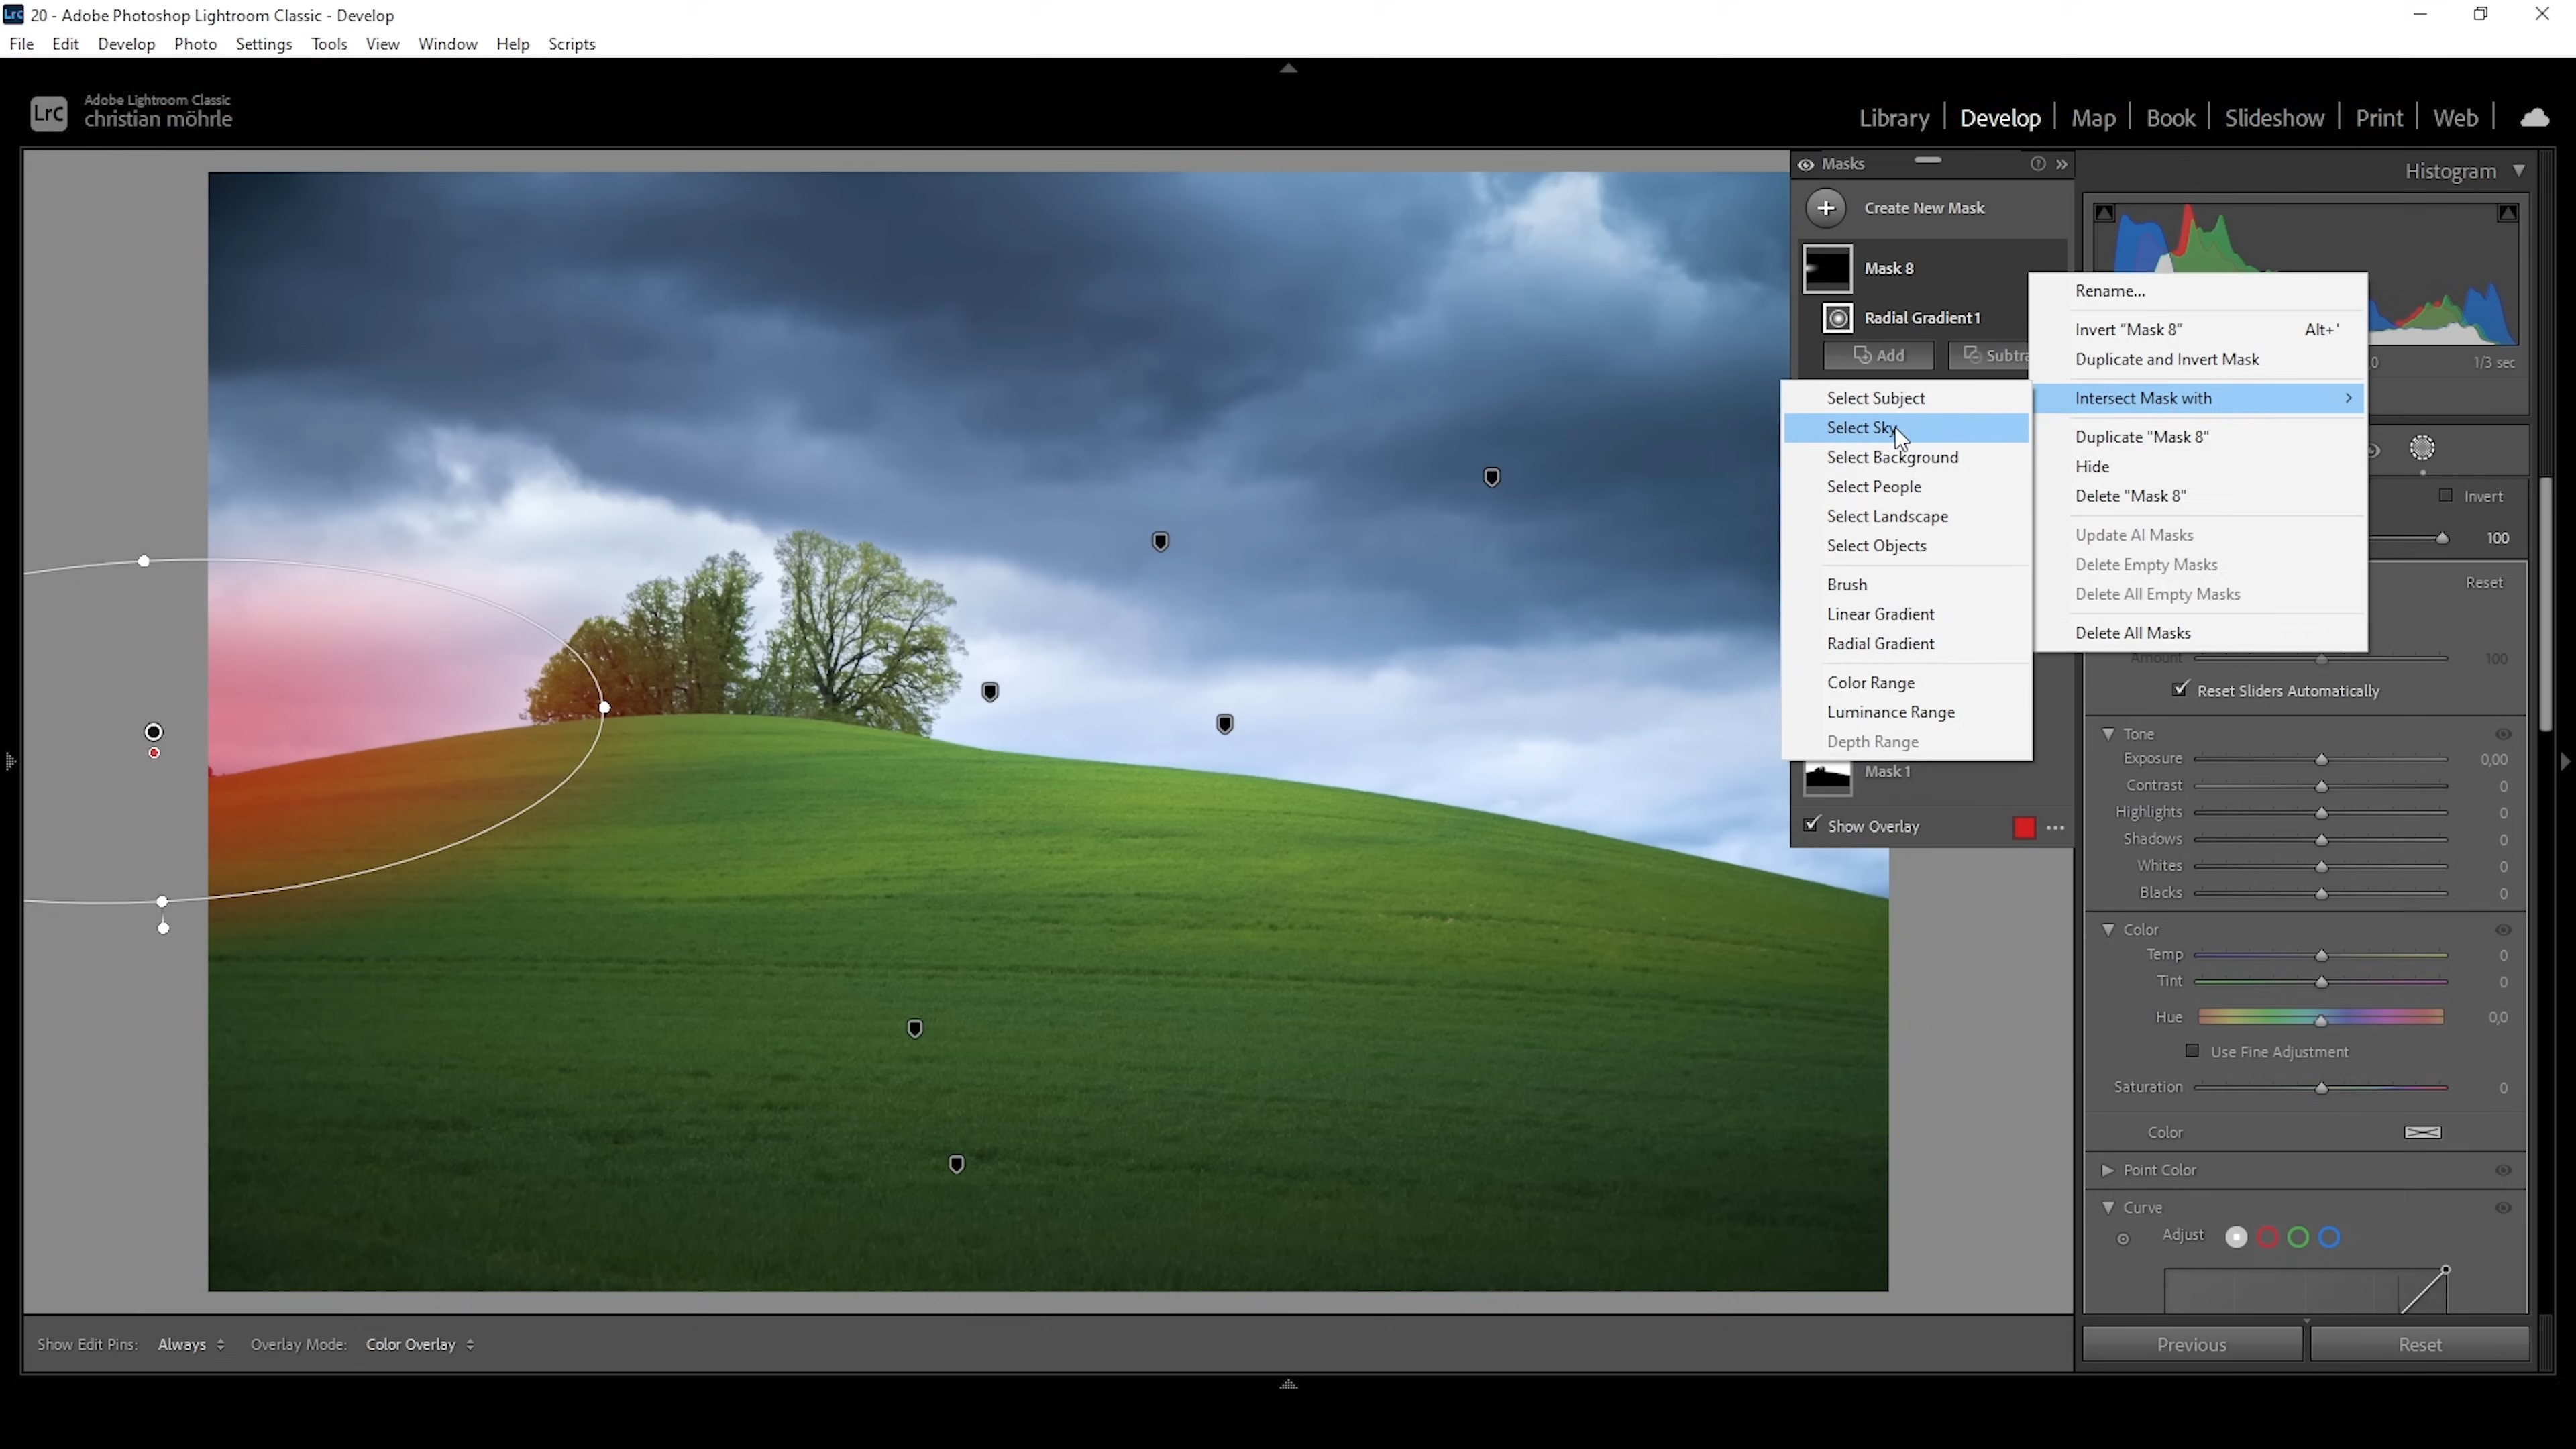 Lrc 20 - Adobe Photoshop Lightroom Classic - Develop
File Edit Develop Photo Settings Tools View Window Help Scripts
Lrc Adobe Lightroom Classic
christian möhrle
Library | Develop | Map | Book | Slideshow | Print | Web |
Masks
Create New Mask
Mask 8
Radial Gradient 1
Add Subtra
Select Subject
Select Sky
Select Background
Select People
Select Landscape
Select Objects
Brush
Linear Gradient
Radial Gradient
Color Range
Luminance Range
Depth Range
Mask 1
Show Overlay
Rename...
Invert "Mask 8" Alt+'
Duplicate and Invert Mask
Intersect Mask with
Duplicate "Mask 8"
Hide
Delete "Mask 8"
Update AI Masks
Delete Empty Masks
Delete All Empty Masks
Delete All Masks
Histogram
1/3 sec
Invert
100
Reset
Amount 100
Reset Sliders Automatically
Tone
Exposure 0,00
Contrast 0
Highlights 0
Shadows 0
Whites 0
Blacks 0
Color
Temp 0
Tint 0
Hue 0,0
Use Fine Adjustment
Saturation 0
Color
Point Color
Curve
Adjust
Previous Reset
Show Edit Pins: Always Overlay Mode: Color Overlay